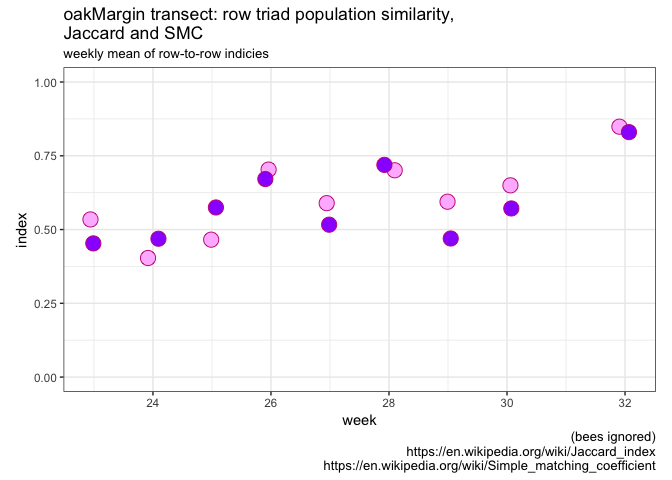 oakMargin transect: row triad population similarity,
Jaccard and SMC
weekly mean of row-to-row indicies
1.00
0.75
0.50
0.25
0.00
index
24 26 28 30 32
week
(bees ignored)
https://en.wikipedia.org/wiki/Jaccard_index
https://en.wikipedia.org/wiki/Simple_matching_coefficient